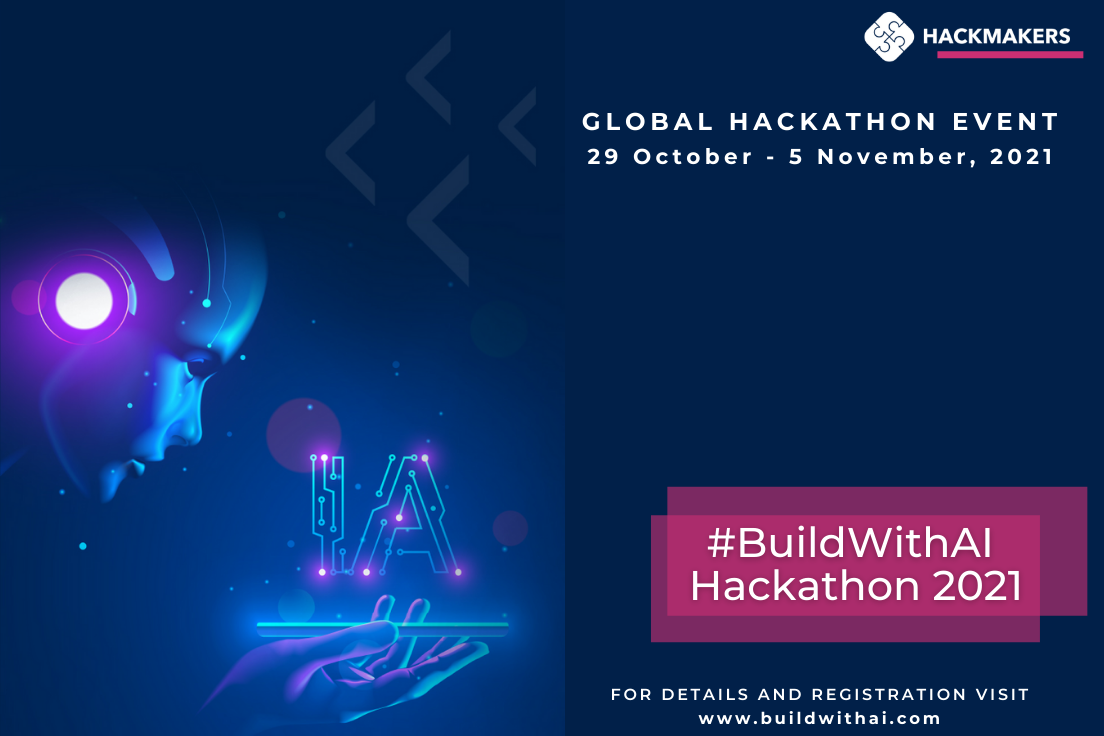 HACKMAKERS
GLOBAL HACKATHON EVENT
29 October - 5 November, 2021
IA
#BuildWithAI
Hackathon 2021
FOR DETAILS AND REGISTRATION VISIT
www.buildwithai.com